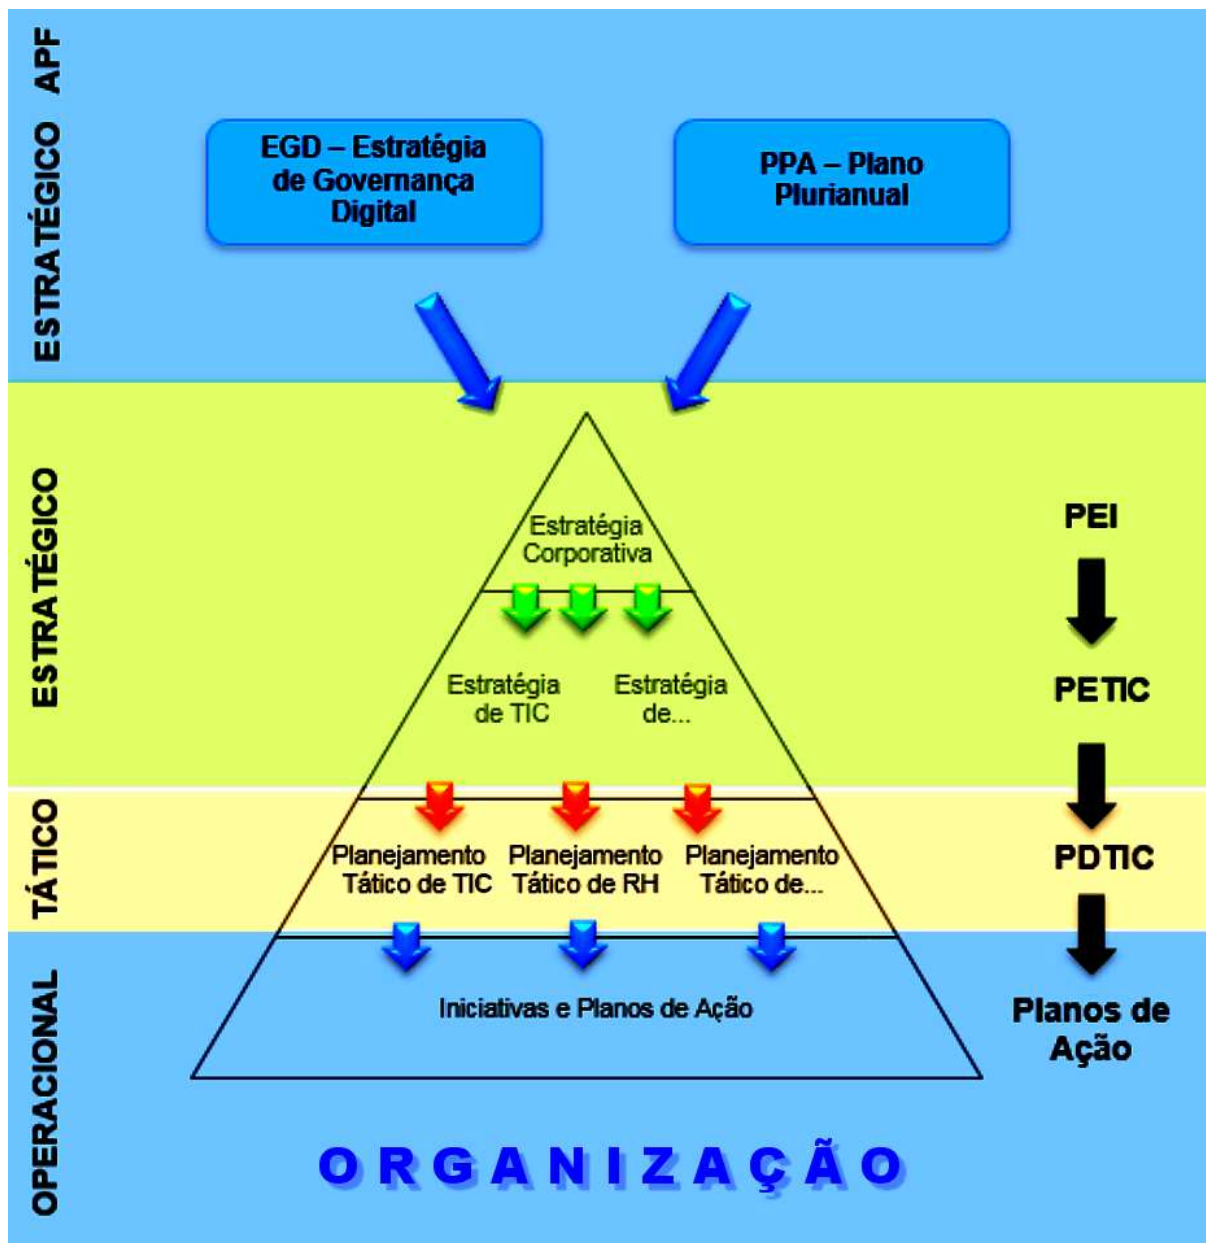 ESTRATÉGICO APF
EGD – Estratégia
de Governança
Digital
PPA – Plano
Plurianual
ESTRATÉGICO
Estratégia
Corporativa
PEI
Estratégia
de TIC
Estratégia
de...
PETIC
TÁTICO
Planejamento
Tático de TIC
Planejamento
Tático de RH
Planejamento
Tático de...
PDTIC
OPERACIONAL
Iniciativas e Planos de Ação
Planos de
Ação
ORGANIZAÇÃO